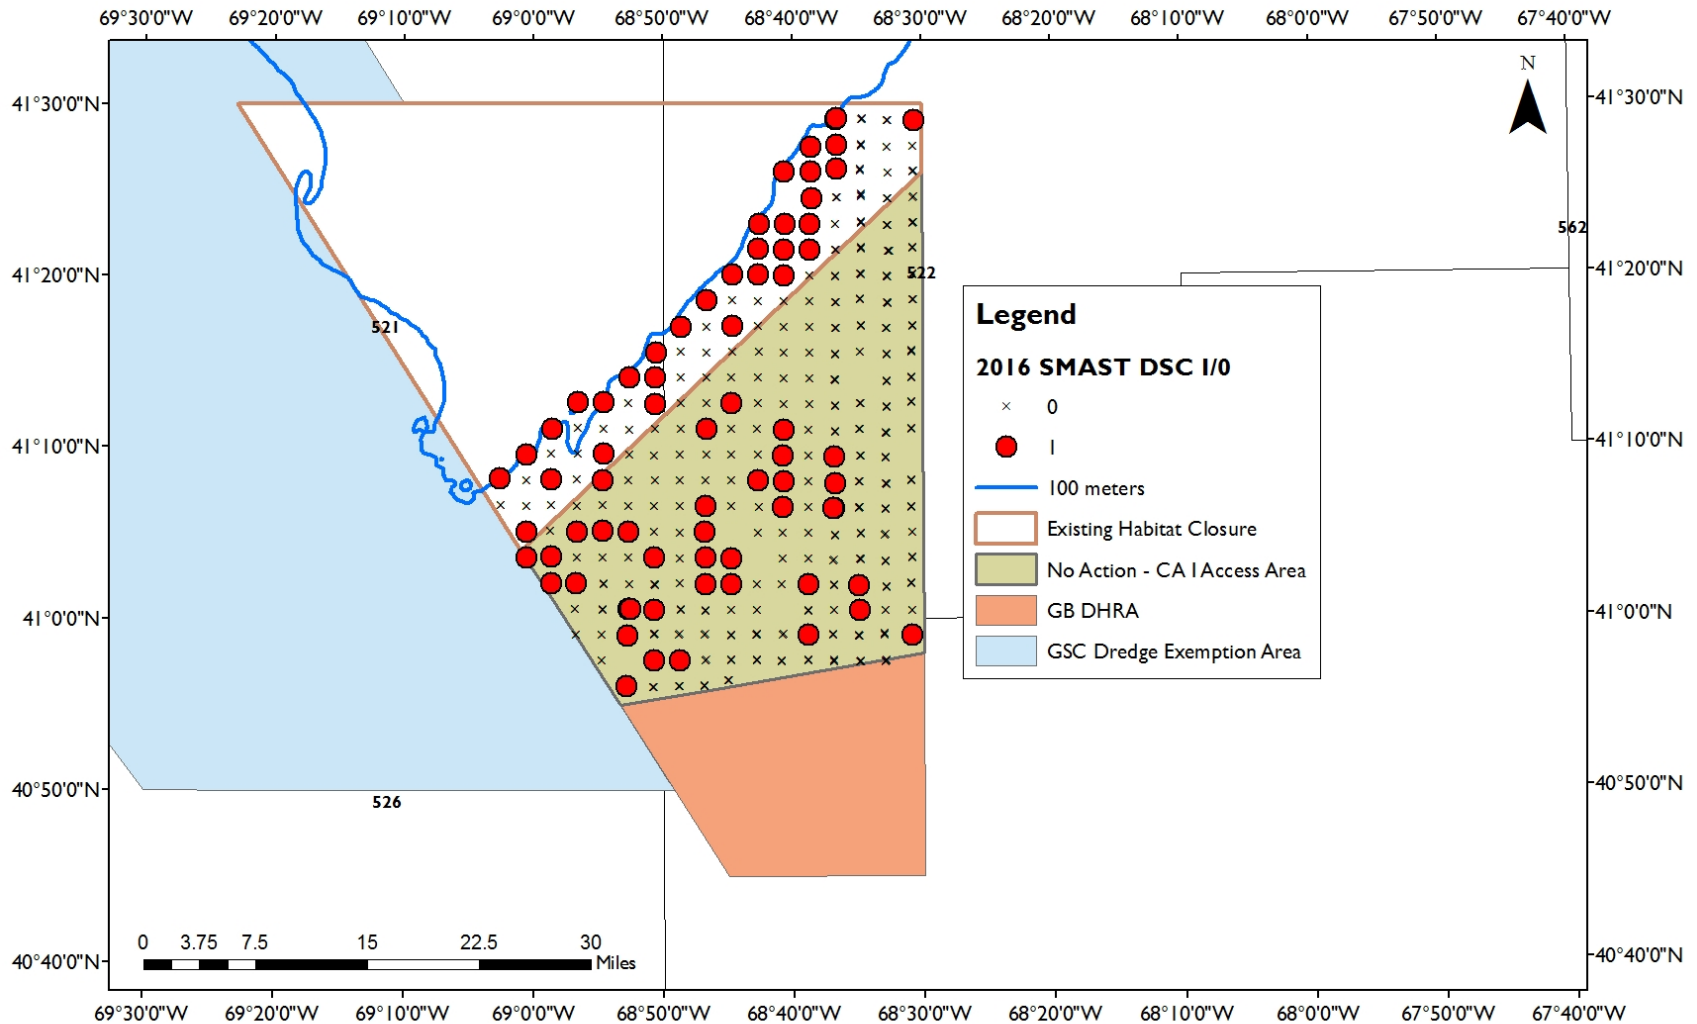 69°30'0"W 69°20'0"W 69°10'0"W 69°0'0"W 68°50'0"W 68°40'0"W 68°30'0"W 68°20'0"W 68°10'0"W 68°0'0"W 67°50'0"W 67°40'0"W
N
41°30'0"N 41°30'0"N
562
41°20'0"N 522 41°20'0"N
Legend
521
2016 SMAST DSC 1/0
0
41°10'0"N 1 41°10'0"N
100 meters
Existing Habitat Closure
No Action - CA I Access Area
41°0'0"N GB DHRA 41°0'0"N
GSC Dredge Exemption Area
40°50'0"N 40°50'0"N
526
0 3.75 7.5 15 22.5 30
Miles
40°40'0"N 40°40'0"N
69°30'0"W 69°20'0"W 69°10'0"W 69°0'0"W 68°50'0"W 68°40'0"W 68°30'0"W 68°20'0"W 68°10'0"W 68°0'0"W 67°50'0"W 67°40'0"W